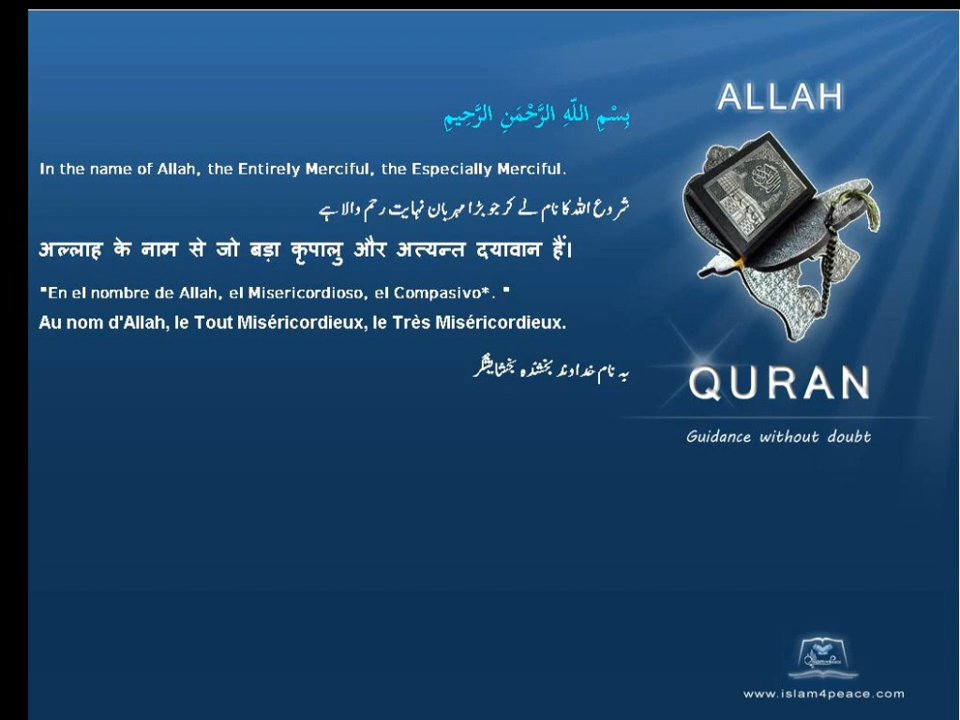 بِسْمِ اللَّهِ الرَّحْمَنِ الرَّحِيمِ
In the name of Allah, the Entirely Merciful, the Especially Merciful.
شروع اللہ کا نام لے کر جو بڑا مہربان نہایت رحم والا ہے
अल्लाह के नाम से जो बड़ा कृपालु और अत्यन्त दयावान हैं।
"En el nombre de Allah, el Misericordioso, el Compasivo*. "
Au nom d'Allah, le Tout Miséricordieux, le Très Miséricordieux.
به نام خداوند بخشنده بخشایشگر
ALLAH
QURAN
Guidance without doubt
www.islam4peace.com